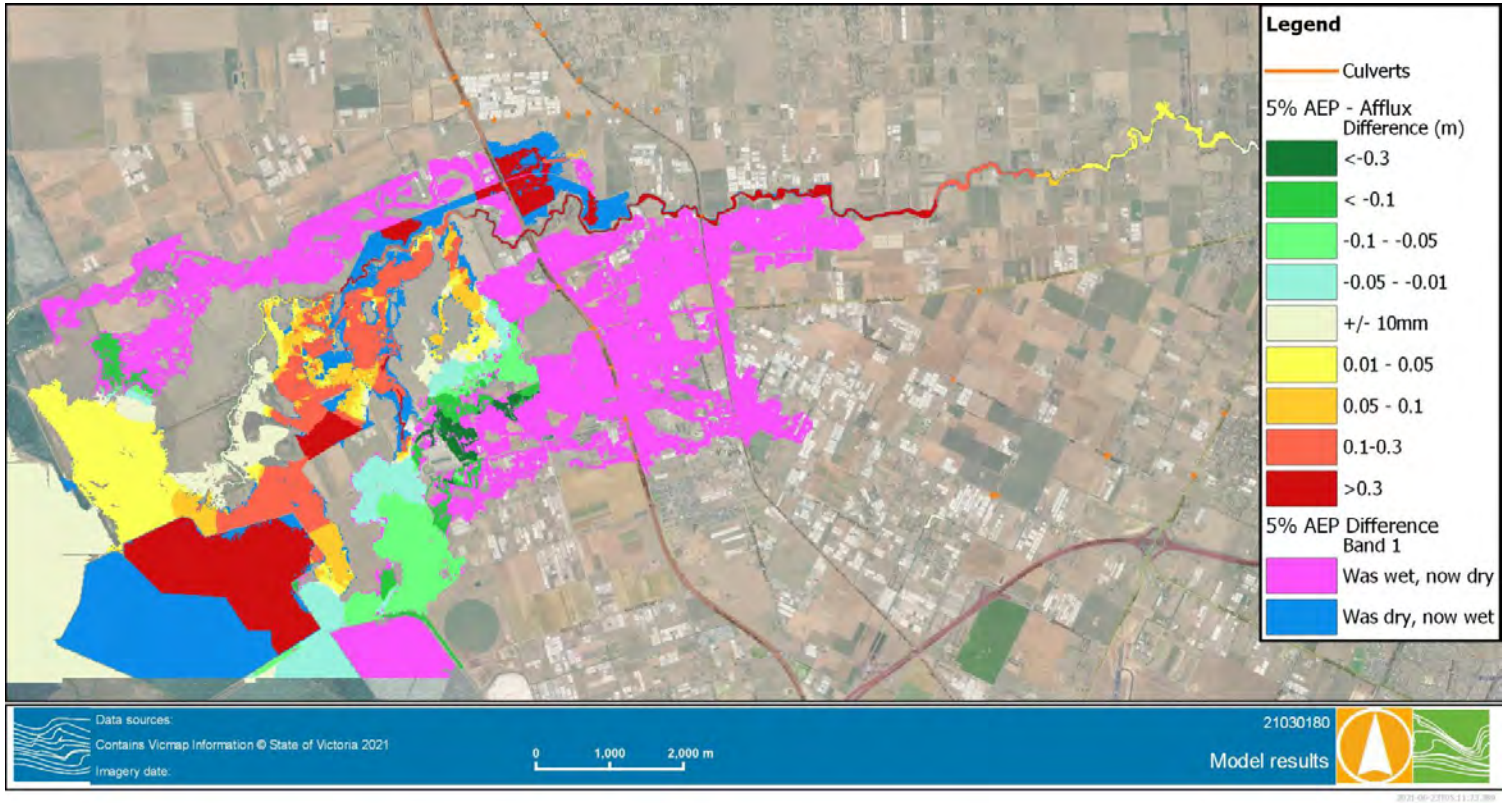 Legend
Culverts
5% AEP - Afflux
Difference (m)
<-0.3
< -0.1
-0.1 - -0.05
-0.05 - -0.01
+/- 10mm
0.01 - 0.05
0.05 - 0.1
0.1-0.3
>0.3
5% AEP Difference
Band 1
Was wet, now dry
Was dry, now wet
Data sources:
Contains Vicmap Information © State of Victoria 2021
Imagery date:
0 1,000 2,000 m
21030180
Model results